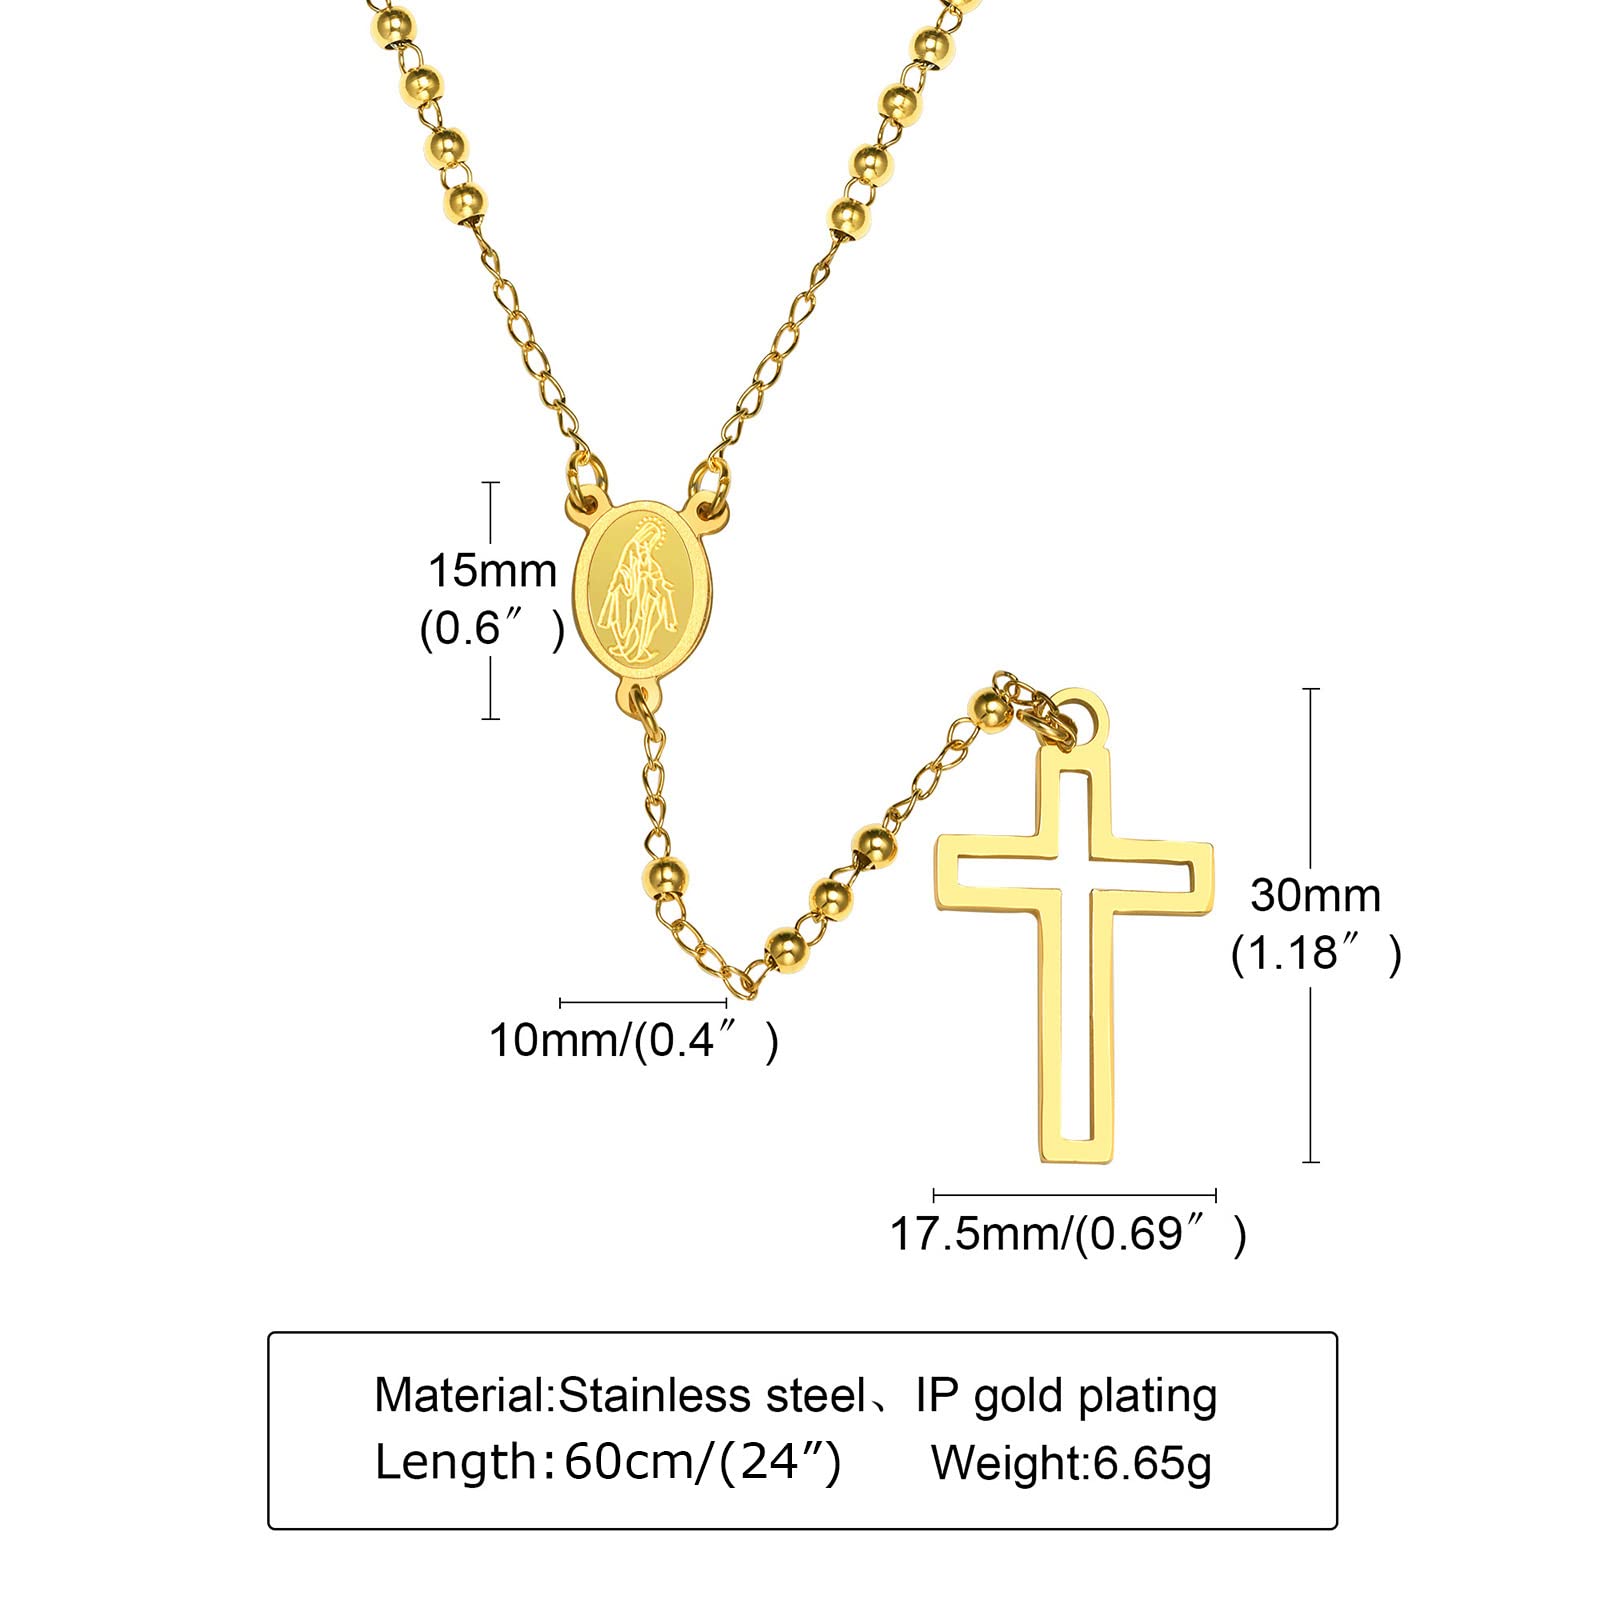 15mm
(0.6″ )
30mm
(1.18″ )
10mm/(0.4″ )
17.5mm/(0.69″ )
Material:Stainless steel、IP gold plating
Length:60cm/(24″) Weight:6.65g